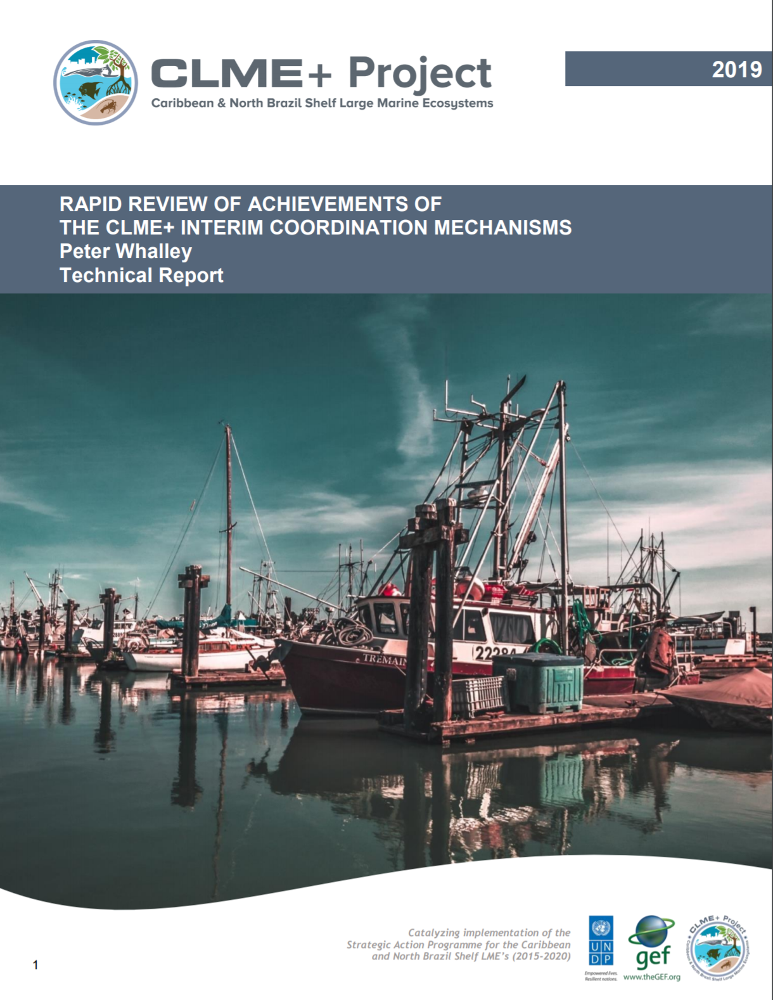 CLME+ Project
Caribbean & North Brazil Shelf Large Marine Ecosystems
2019
RAPID REVIEW OF ACHIEVEMENTS OF
THE CLME+ INTERIM COORDINATION MECHANISMS
Peter Whalley
Technical Report
22284
TREMAIN
Catalyzing implementation of the
Strategic Action Programme for the Caribbean
and North Brazil Shelf LME's (2015-2020)
U N
D P
Empowered lives.
Resilient nations.
gef
www.theGEF.org
CLME+ Project
Caribbean & North Brazil Shelf Large Marine Ecosystems
1